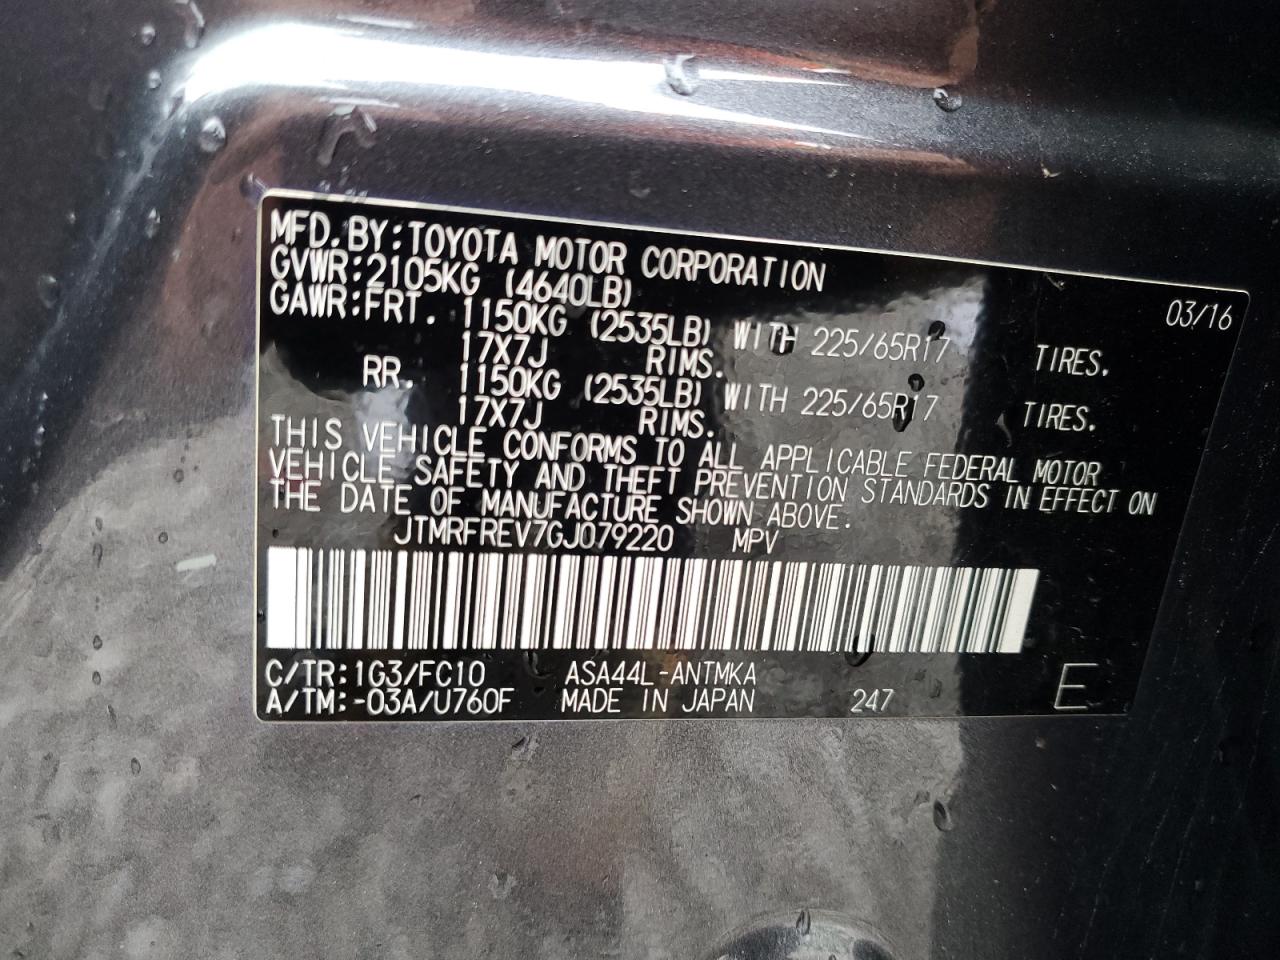 MFD. BY: TOYOTA MOTOR CORPORATION 03/16
GVWR: 2105KG (4640LB)
GAWR: FRT. 1150KG (2535LB) WITH 225/65R17 TIRES.
17X7J RIMS.
RR. 1150KG (2535LB) WITH 225/65R17 TIRES.
17X7J RIMS.
THIS VEHICLE CONFORMS TO ALL APPLICABLE FEDERAL MOTOR
VEHICLE SAFETY AND THEFT PREVENTION STANDARDS IN EFFECT ON
THE DATE OF MANUFACTURE SHOWN ABOVE.
JTMRFREV7GJ079220 MPV
C/TR: 1G3/FC10 ASA44L-ANTMKA
A/TM: -03A/U760F MADE IN JAPAN 247 E